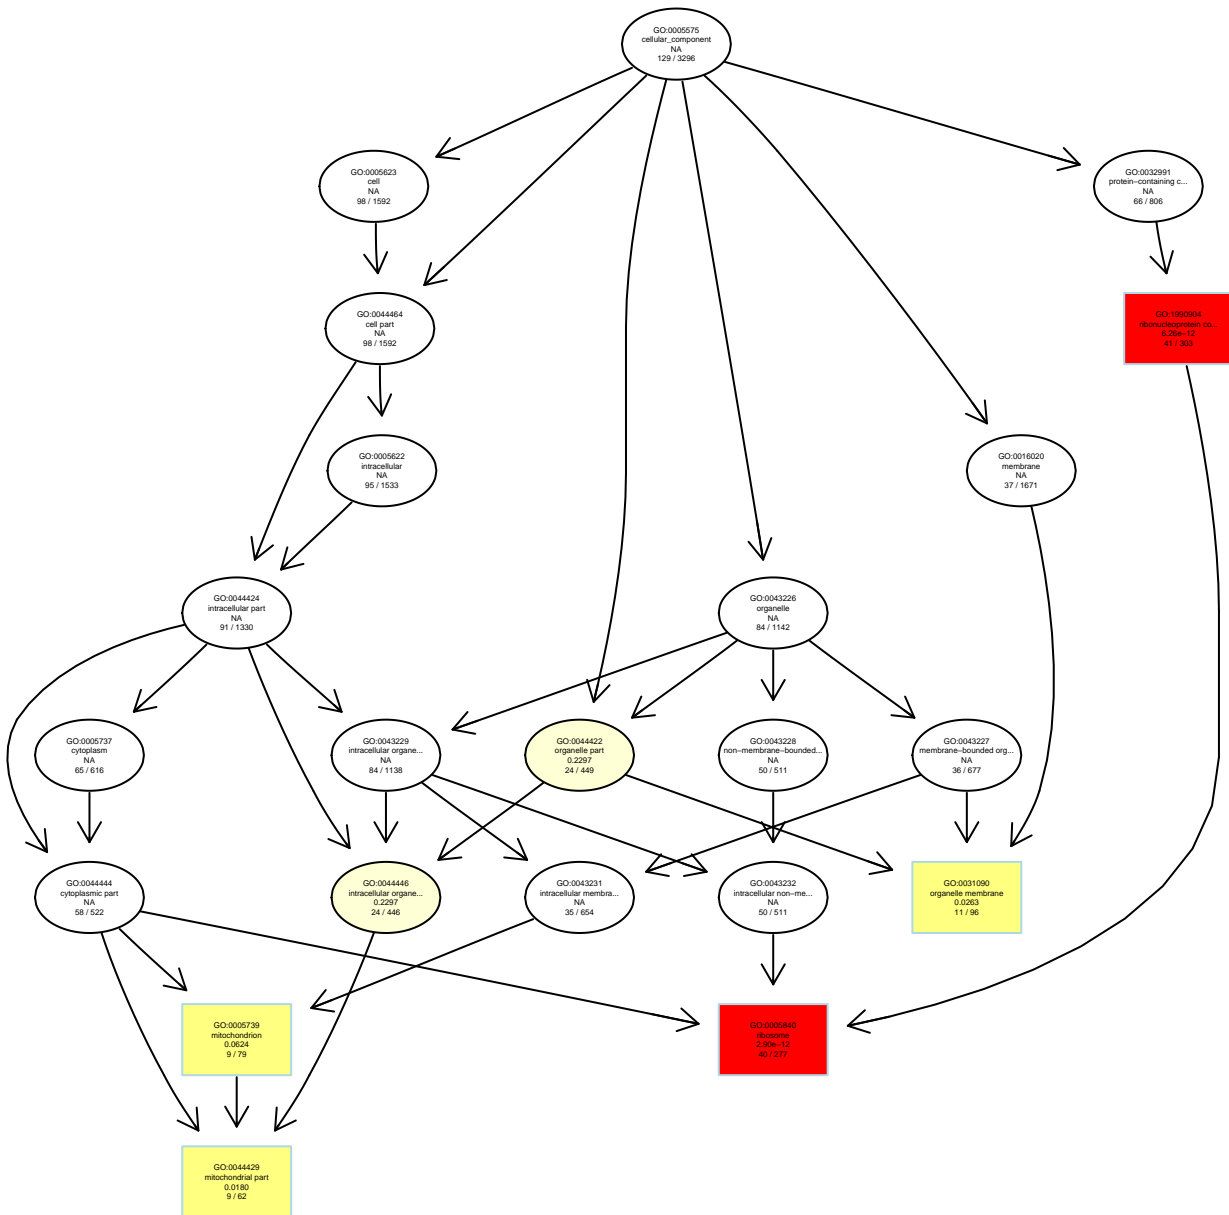 GO:0005575
cellular_component
NA
129 / 3296
GO:0005623
cell
NA
98 / 1592
GO:0032991
protein−containing c...
NA
66 / 806
GO:0044464
cell part
NA
98 / 1592
GO:1990904
ribonucleoprotein co...
6.26e−12
41 / 303
GO:0005622
intracellular
NA
95 / 1533
GO:0016020
membrane
NA
37 / 1671
GO:0044424
intracellular part
NA
91 / 1330
GO:0043226
organelle
NA
84 / 1142
GO:0005737
cytoplasm
NA
65 / 616
GO:0043229
intracellular organe...
NA
84 / 1138
GO:0044422
organelle part
0.2297
24 / 449
GO:0043228
non−membrane−bounded...
NA
50 / 511
GO:0043227
membrane−bounded org...
NA
36 / 677
GO:0044444
cytoplasmic part
NA
58 / 522
GO:0044446
intracellular organe...
0.2297
24 / 446
GO:0043231
intracellular membra...
NA
35 / 654
GO:0043232
intracellular non−me...
NA
50 / 511
GO:0031090
organelle membrane
0.0263
11 / 96
GO:0005739
mitochondrion
0.0624
9 / 79
GO:0005840
ribosome
2.90e−12
40 / 277
GO:0044429
mitochondrial part
0.0180
9 / 62